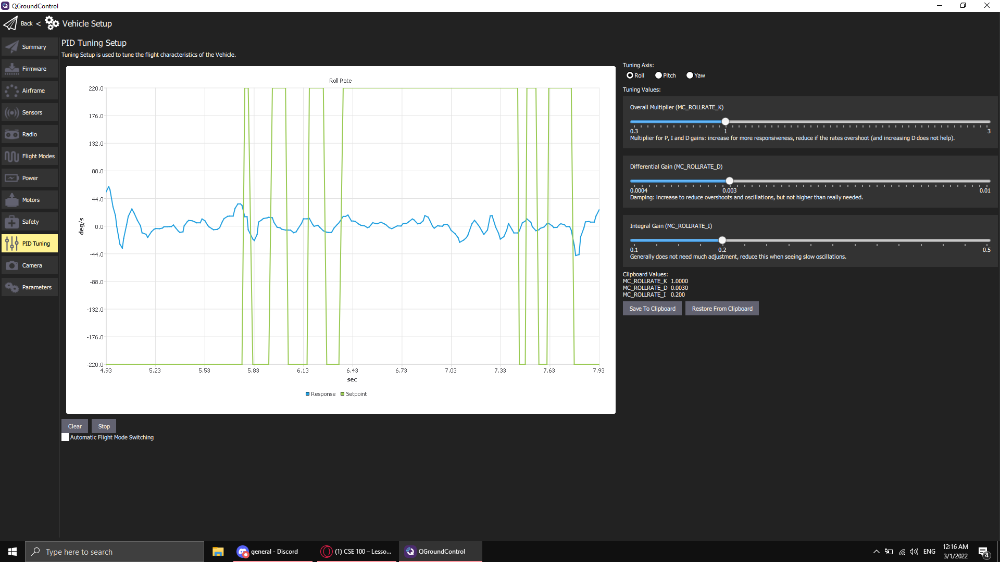 QGroundControl
Back < Vehicle Setup
Summary
Firmware
Airframe
Sensors
Radio
Flight Modes
Power
Motors
Safety
PID Tuning
Camera
Parameters
PID Tuning Setup
Tuning Setup is used to tune the flight characteristics of the Vehicle.
Roll Rate
220.0
176.0
132.0
88.0
44.0
0.0
-44.0
-88.0
-132.0
-176.0
-220.0
deg/s
4.93 5.23 5.53 5.83 6.13 6.43 6.73 7.03 7.33 7.63 7.93
sec
Response Setpoint
Clear Stop
Automatic Flight Mode Switching
Tuning Axis:
Roll Pitch Yaw
Tuning Values:
Overall Multiplier (MC_ROLLRATE_K)
0.3 1 3
Multiplier for P, I and D gains: increase for more responsiveness, reduce if the rates overshoot (and increasing D does not help).
Differential Gain (MC_ROLLRATE_D)
0.0004 0.003 0.01
Damping: increase to reduce overshoots and oscillations, but not higher than really needed.
Integral Gain (MC_ROLLRATE_I)
0.1 0.2 0.5
Generally does not need much adjustment, reduce this when seeing slow oscillations.
Clipboard Values:
MC_ROLLRATE_K 1.0000
MC_ROLLRATE_D 0.0030
MC_ROLLRATE_I 0.200
Save To Clipboard Restore From Clipboard
Type here to search
general - Discord
(1) CSE 100 – Lesso...
QGroundControl
ENG
12:16 AM
3/1/2022
4